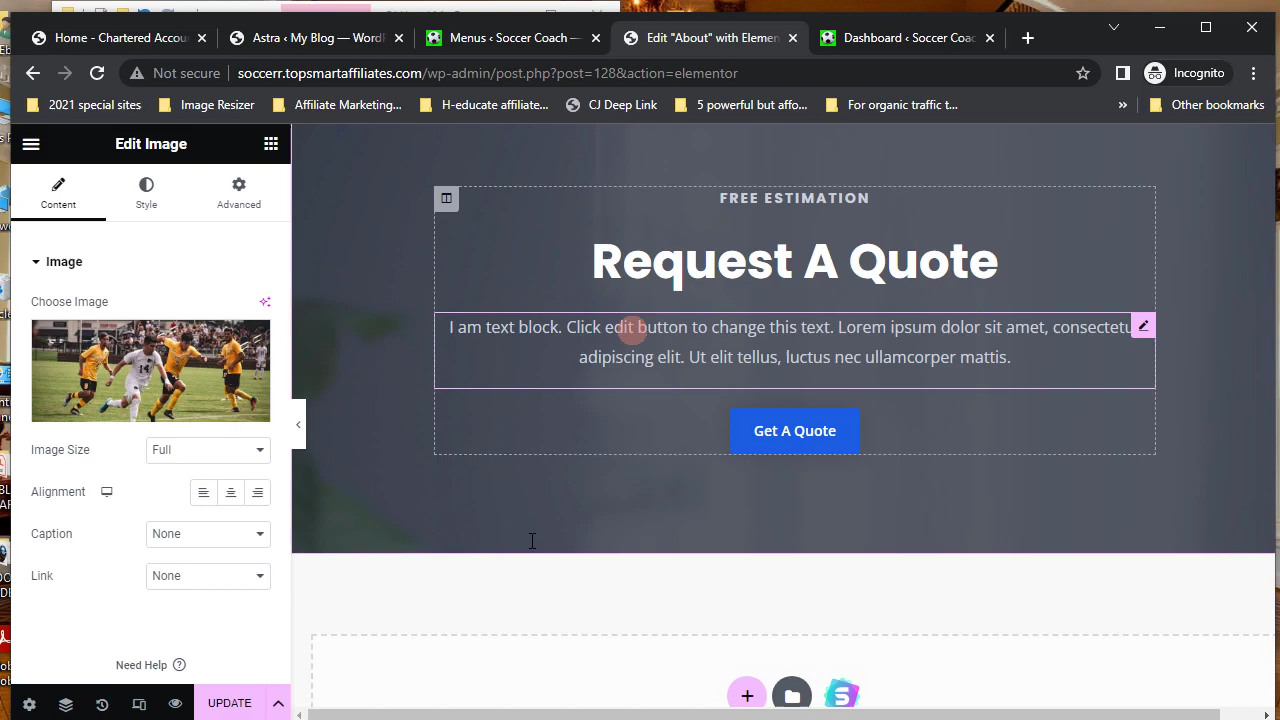 Home - Chartered Accou
Astra ‹ My Blog — Word
Menus ‹ Soccer Coach —
Edit "About" with Elemen
Dashboard ‹ Soccer Coac
Not secure
soccerr.topsmartaffiliates.com/wp-admin/post.php?post=128&action=elementor
Incognito
2021 special sites
Image Resizer
Affiliate Marketing...
H-educate affiliate...
CJ Deep Link
5 powerful but affo...
For organic traffic t...
Other bookmarks
Edit Image
Content
Style
Advanced
Image
Choose Image
14
Image Size
Full
Alignment
Caption
None
Link
None
Need Help
UPDATE
FREE ESTIMATION
Request A Quote
I am text block. Click edit button to change this text. Lorem ipsum dolor sit amet, consectetu
adipiscing elit. Ut elit tellus, luctus nec ullamcorper mattis.
Get A Quote